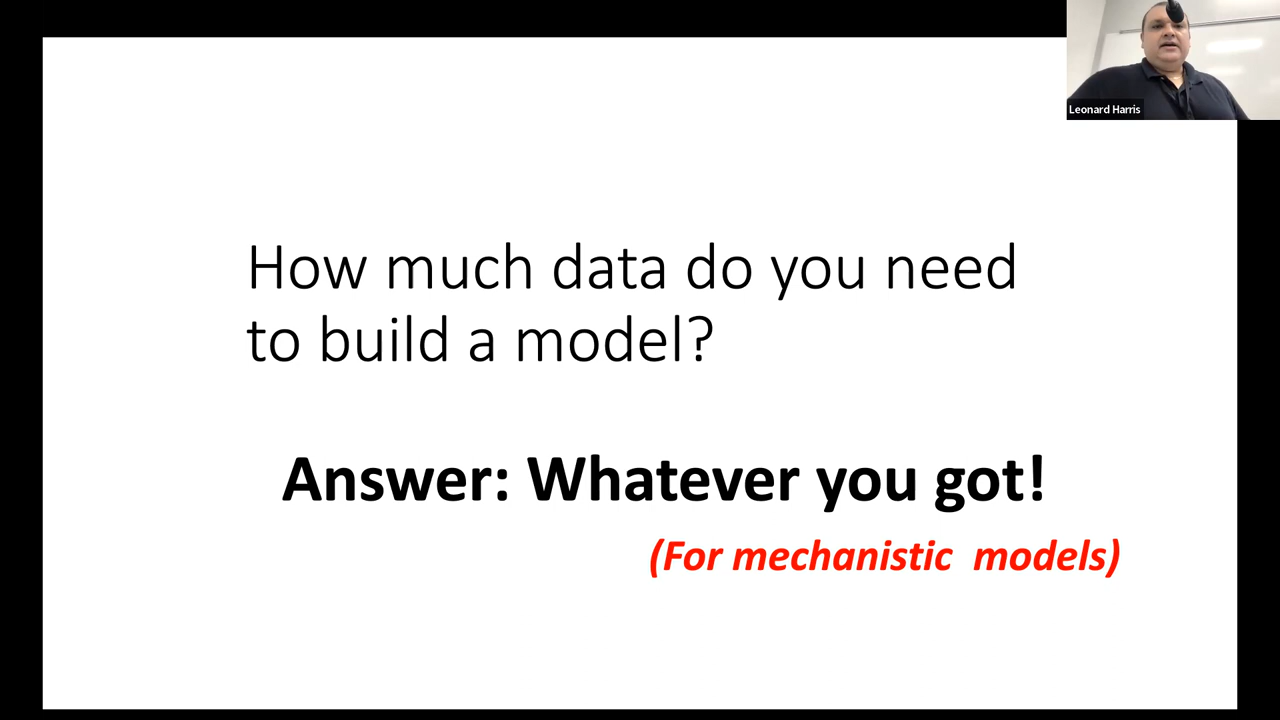 Leonard Harris
How much data do you need
to build a model?
Answer: Whatever you got!
(For mechanistic models)